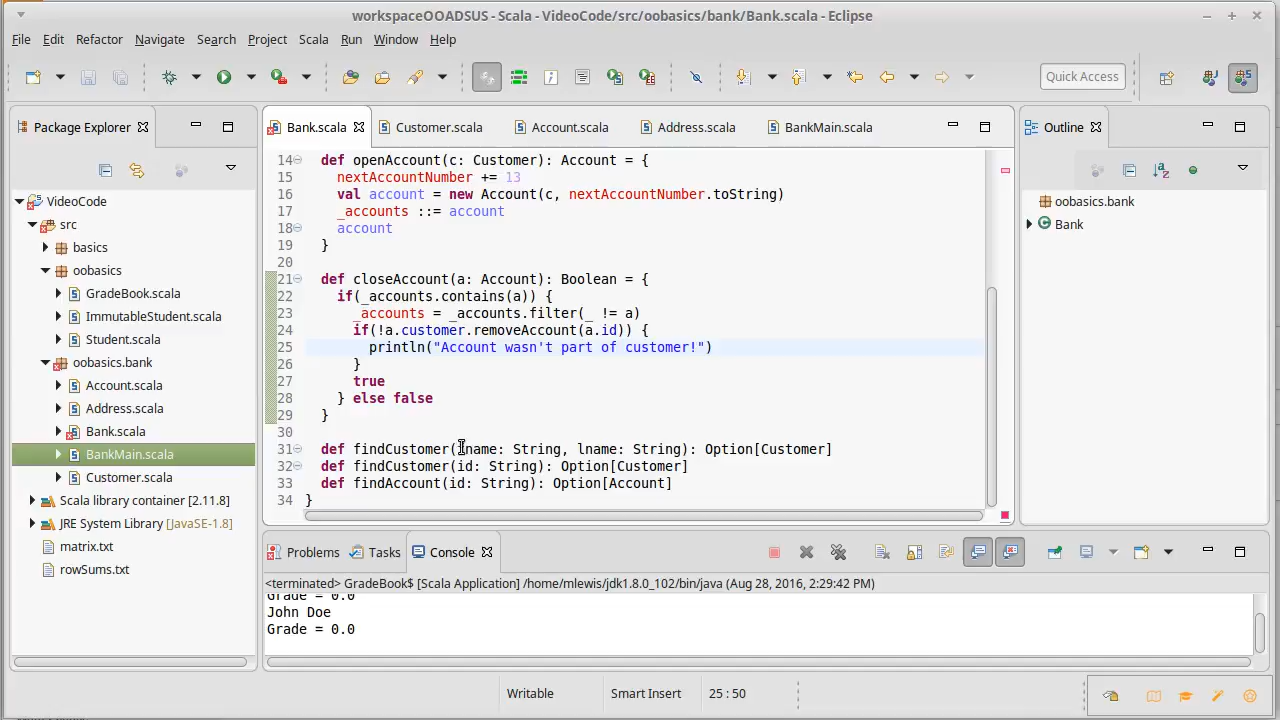 workspaceOOADSUS - Scala - VideoCode/src/oobasics/bank/Bank.scala - Eclipse
File Edit Refactor Navigate Search Project Scala Run Window Help
Quick Access
Package Explorer
VideoCode
src
basics
oobasics
GradeBook.scala
ImmutableStudent.scala
Student.scala
oobasics.bank
Account.scala
Address.scala
Bank.scala
BankMain.scala
Customer.scala
Scala library container [2.11.8]
JRE System Library [JavaSE-1.8]
matrix.txt
rowSums.txt
Bank.scala Customer.scala Account.scala Address.scala BankMain.scala
14 def openAccount(c: Customer): Account = {
15 nextAccountNumber += 13
16 val account = new Account(c, nextAccountNumber.toString)
17 _accounts ::= account
18 account
19 }
20
21 def closeAccount(a: Account): Boolean = {
22 if(_accounts.contains(a)) {
23 _accounts = _accounts.filter(_ != a)
24 if(!a.customer.removeAccount(a.id)) {
25 println("Account wasn't part of customer!")
26 }
27 true
28 } else false
29 }
30
31 def findCustomer(fname: String, lname: String): Option[Customer]
32 def findCustomer(id: String): Option[Customer]
33 def findAccount(id: String): Option[Account]
34 }
Outline
oobasics.bank
Bank
Problems Tasks Console
<terminated> GradeBook$ [Scala Application] /home/mlewis/jdk1.8.0_102/bin/java (Aug 28, 2016, 2:29:42 PM)
Grade = 0.0
John Doe
Grade = 0.0
Writable Smart Insert 25 : 50